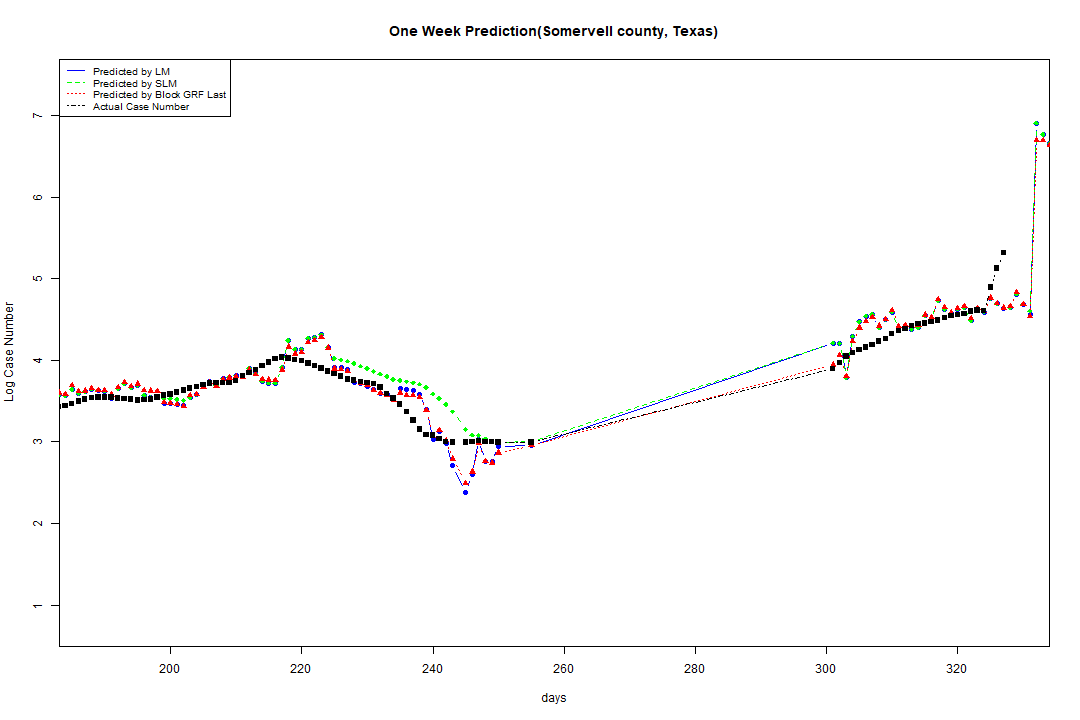 One Week Prediction(Somervell county, Texas)
Predicted by LM
Predicted by SLM
Predicted by Block GRF Last
Actual Case Number
7
6
5
4
3
2
1
Log Case Number
200 220 240 260 280 300 320
days